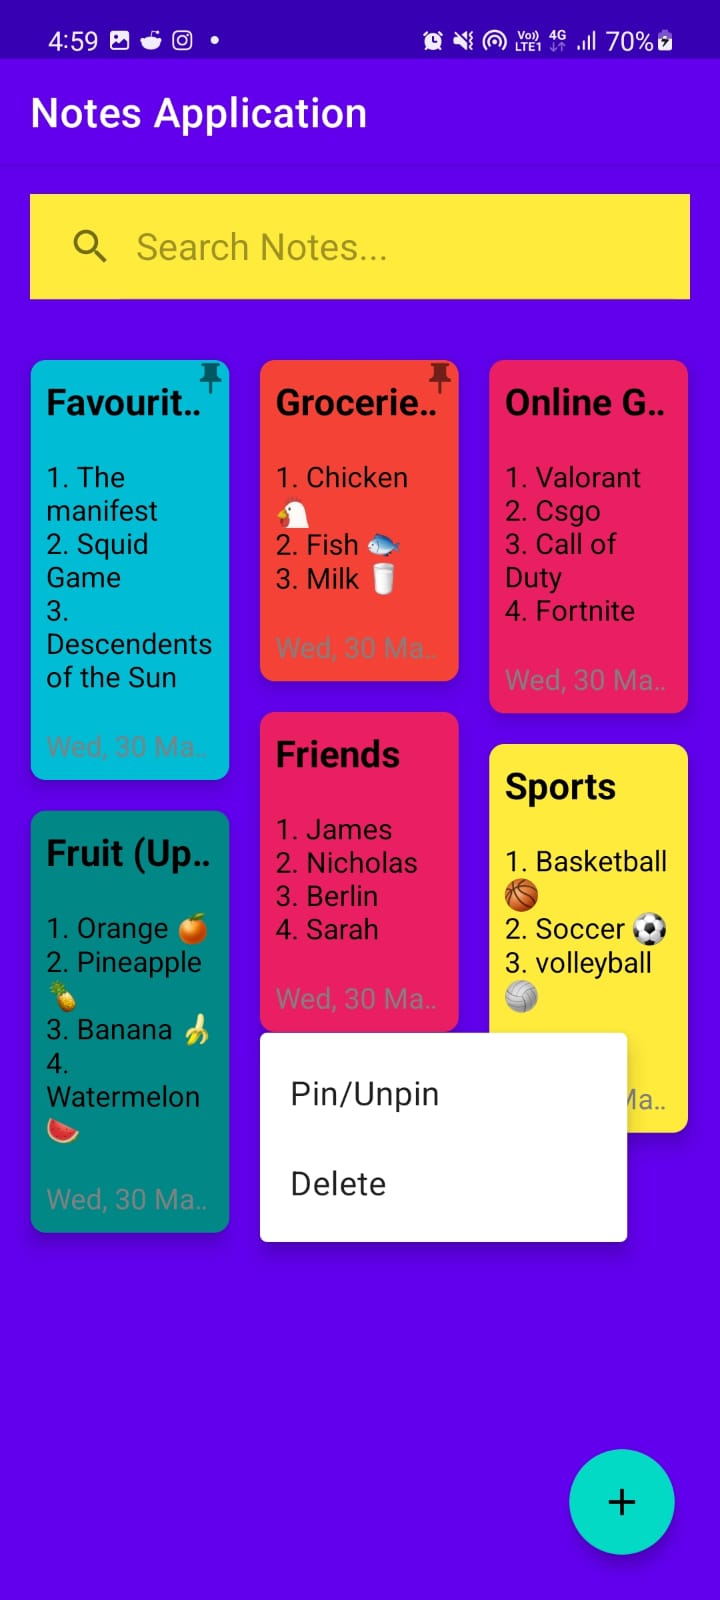 4:59 Vo)) LTE1 4G 70%
Notes Application
Search Notes...
Favourit..
1. The
manifest
2. Squid
Game
3.
Descendents
of the Sun
Wed, 30 Ma..
Grocerie..
1. Chicken
🐔
2. Fish 🐟
3. Milk 🥛
Wed, 30 Ma..
Online G..
1. Valorant
2. Csgo
3. Call of
Duty
4. Fortnite
Wed, 30 Ma..
Fruit (Up..
1. Orange 🍊
2. Pineapple
🍍
3. Banana 🍌
4.
Watermelon
🍉
Wed, 30 Ma..
Friends
1. James
2. Nicholas
3. Berlin
4. Sarah
Wed, 30 Ma..
Sports
1. Basketball
🏀
2. Soccer ⚽
3. volleyball
🏐
Ma..
Pin/Unpin
Delete
+